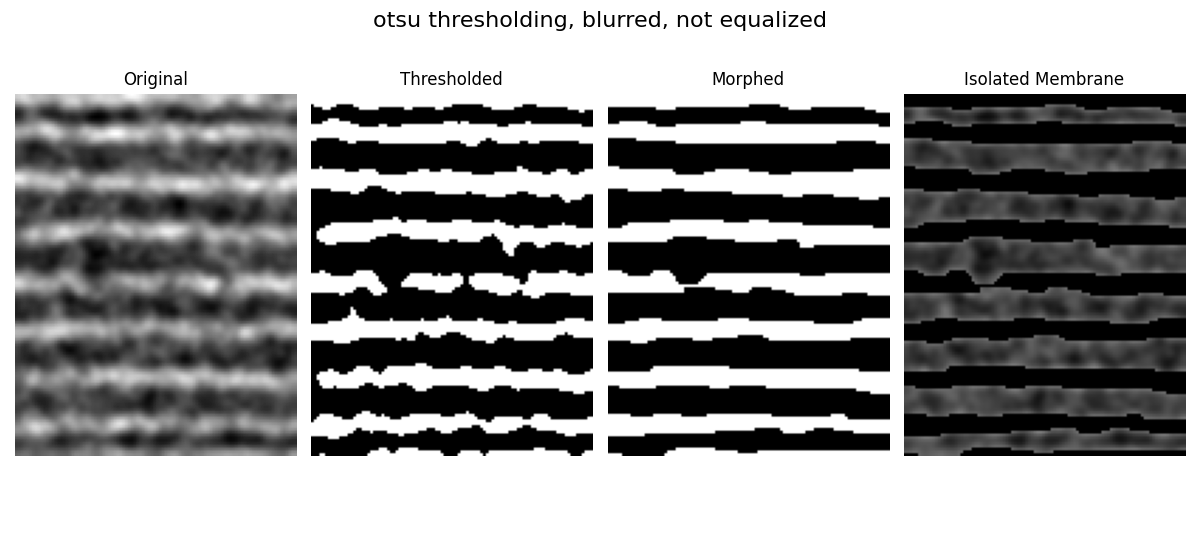 otsu thresholding, blurred, not equalized
Original
Thresholded
Morphed
Isolated Membrane